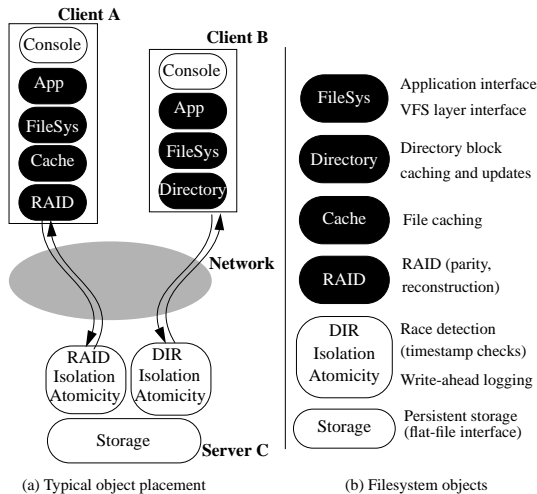 Client A
Console
App
FileSys
Cache
RAID
Client B
Console
App
FileSys
Directory
Network
RAID
Isolation
Atomicity
DIR
Isolation
Atomicity
Storage
Server C
(a) Typical object placement
FileSys
Application interface
VFS layer interface
Directory
Directory block
caching and updates
Cache
File caching
RAID
RAID (parity,
reconstruction)
DIR
Isolation
Atomicity
Race detection
(timestamp checks)
Write-ahead logging
Storage
Persistent storage
(flat-file interface)
(b) Filesystem objects